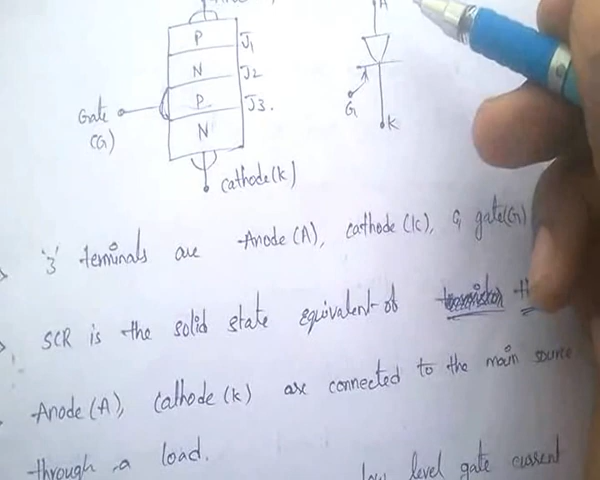 P
J1
N
J2
P
J3.
N
Gate
(G)
cathode(k)
A
G
K
'3' terminals are Anode(A), cathode(k), & gate(G)
SCR is the solid state equivalent of
Anode(A), Cathode(k) are connected to the main source
through a load.
low level gate current